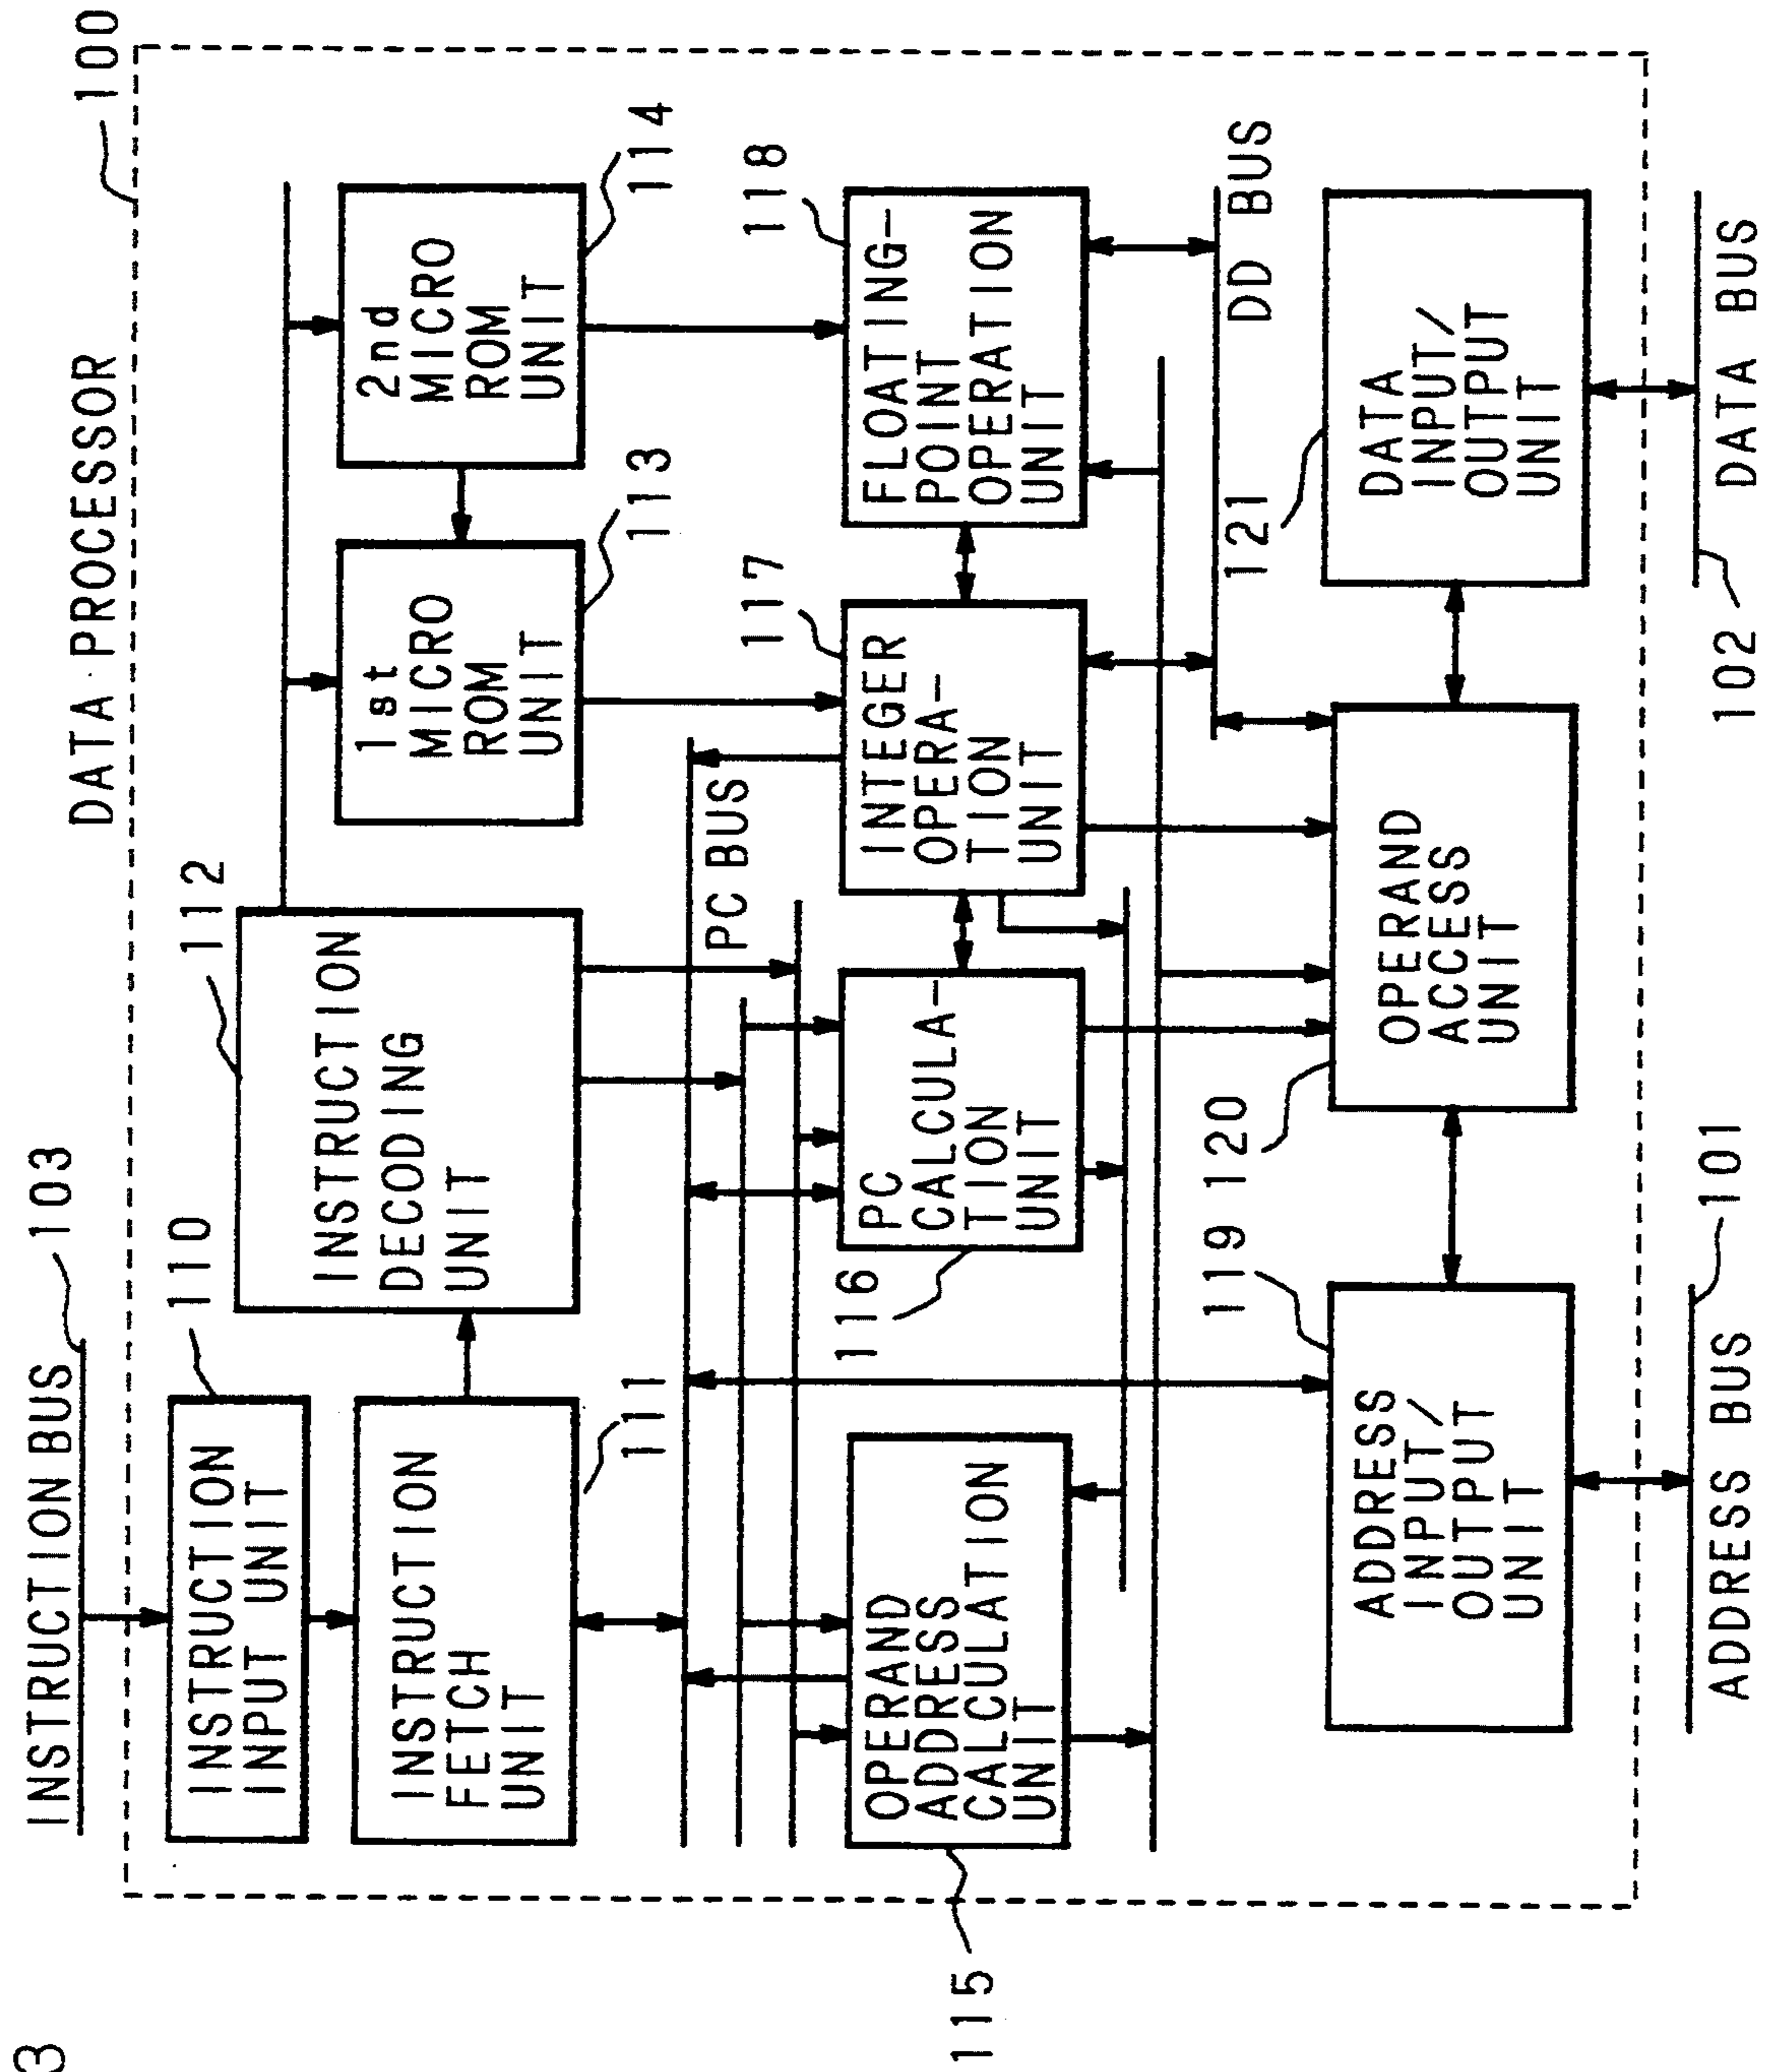 3
DATA PROCESSOR
100
INSTRUCTION BUS
103
INSTRUCTION
INPUT UNIT
110
INSTRUCTION
FETCH
UNIT
111
INSTRUCTION
DECODING
UNIT
112
1st
MICRO
ROM
UNIT
113
2nd
MICRO
ROM
UNIT
114
PC BUS
OPERAND
ADDRESS
CALCULATION
UNIT
115
PC
CALCULA-
TION
UNIT
116
INTEGER
OPERA-
TION
UNIT
117
FLOATING-
POINT
OPERATION
UNIT
118
DD BUS
ADDRESS
INPUT/
OUTPUT
UNIT
119
OPERAND
ACCESS
UNIT
120
DATA
INPUT/
OUTPUT
UNIT
121
ADDRESS BUS
101
102
DATA BUS